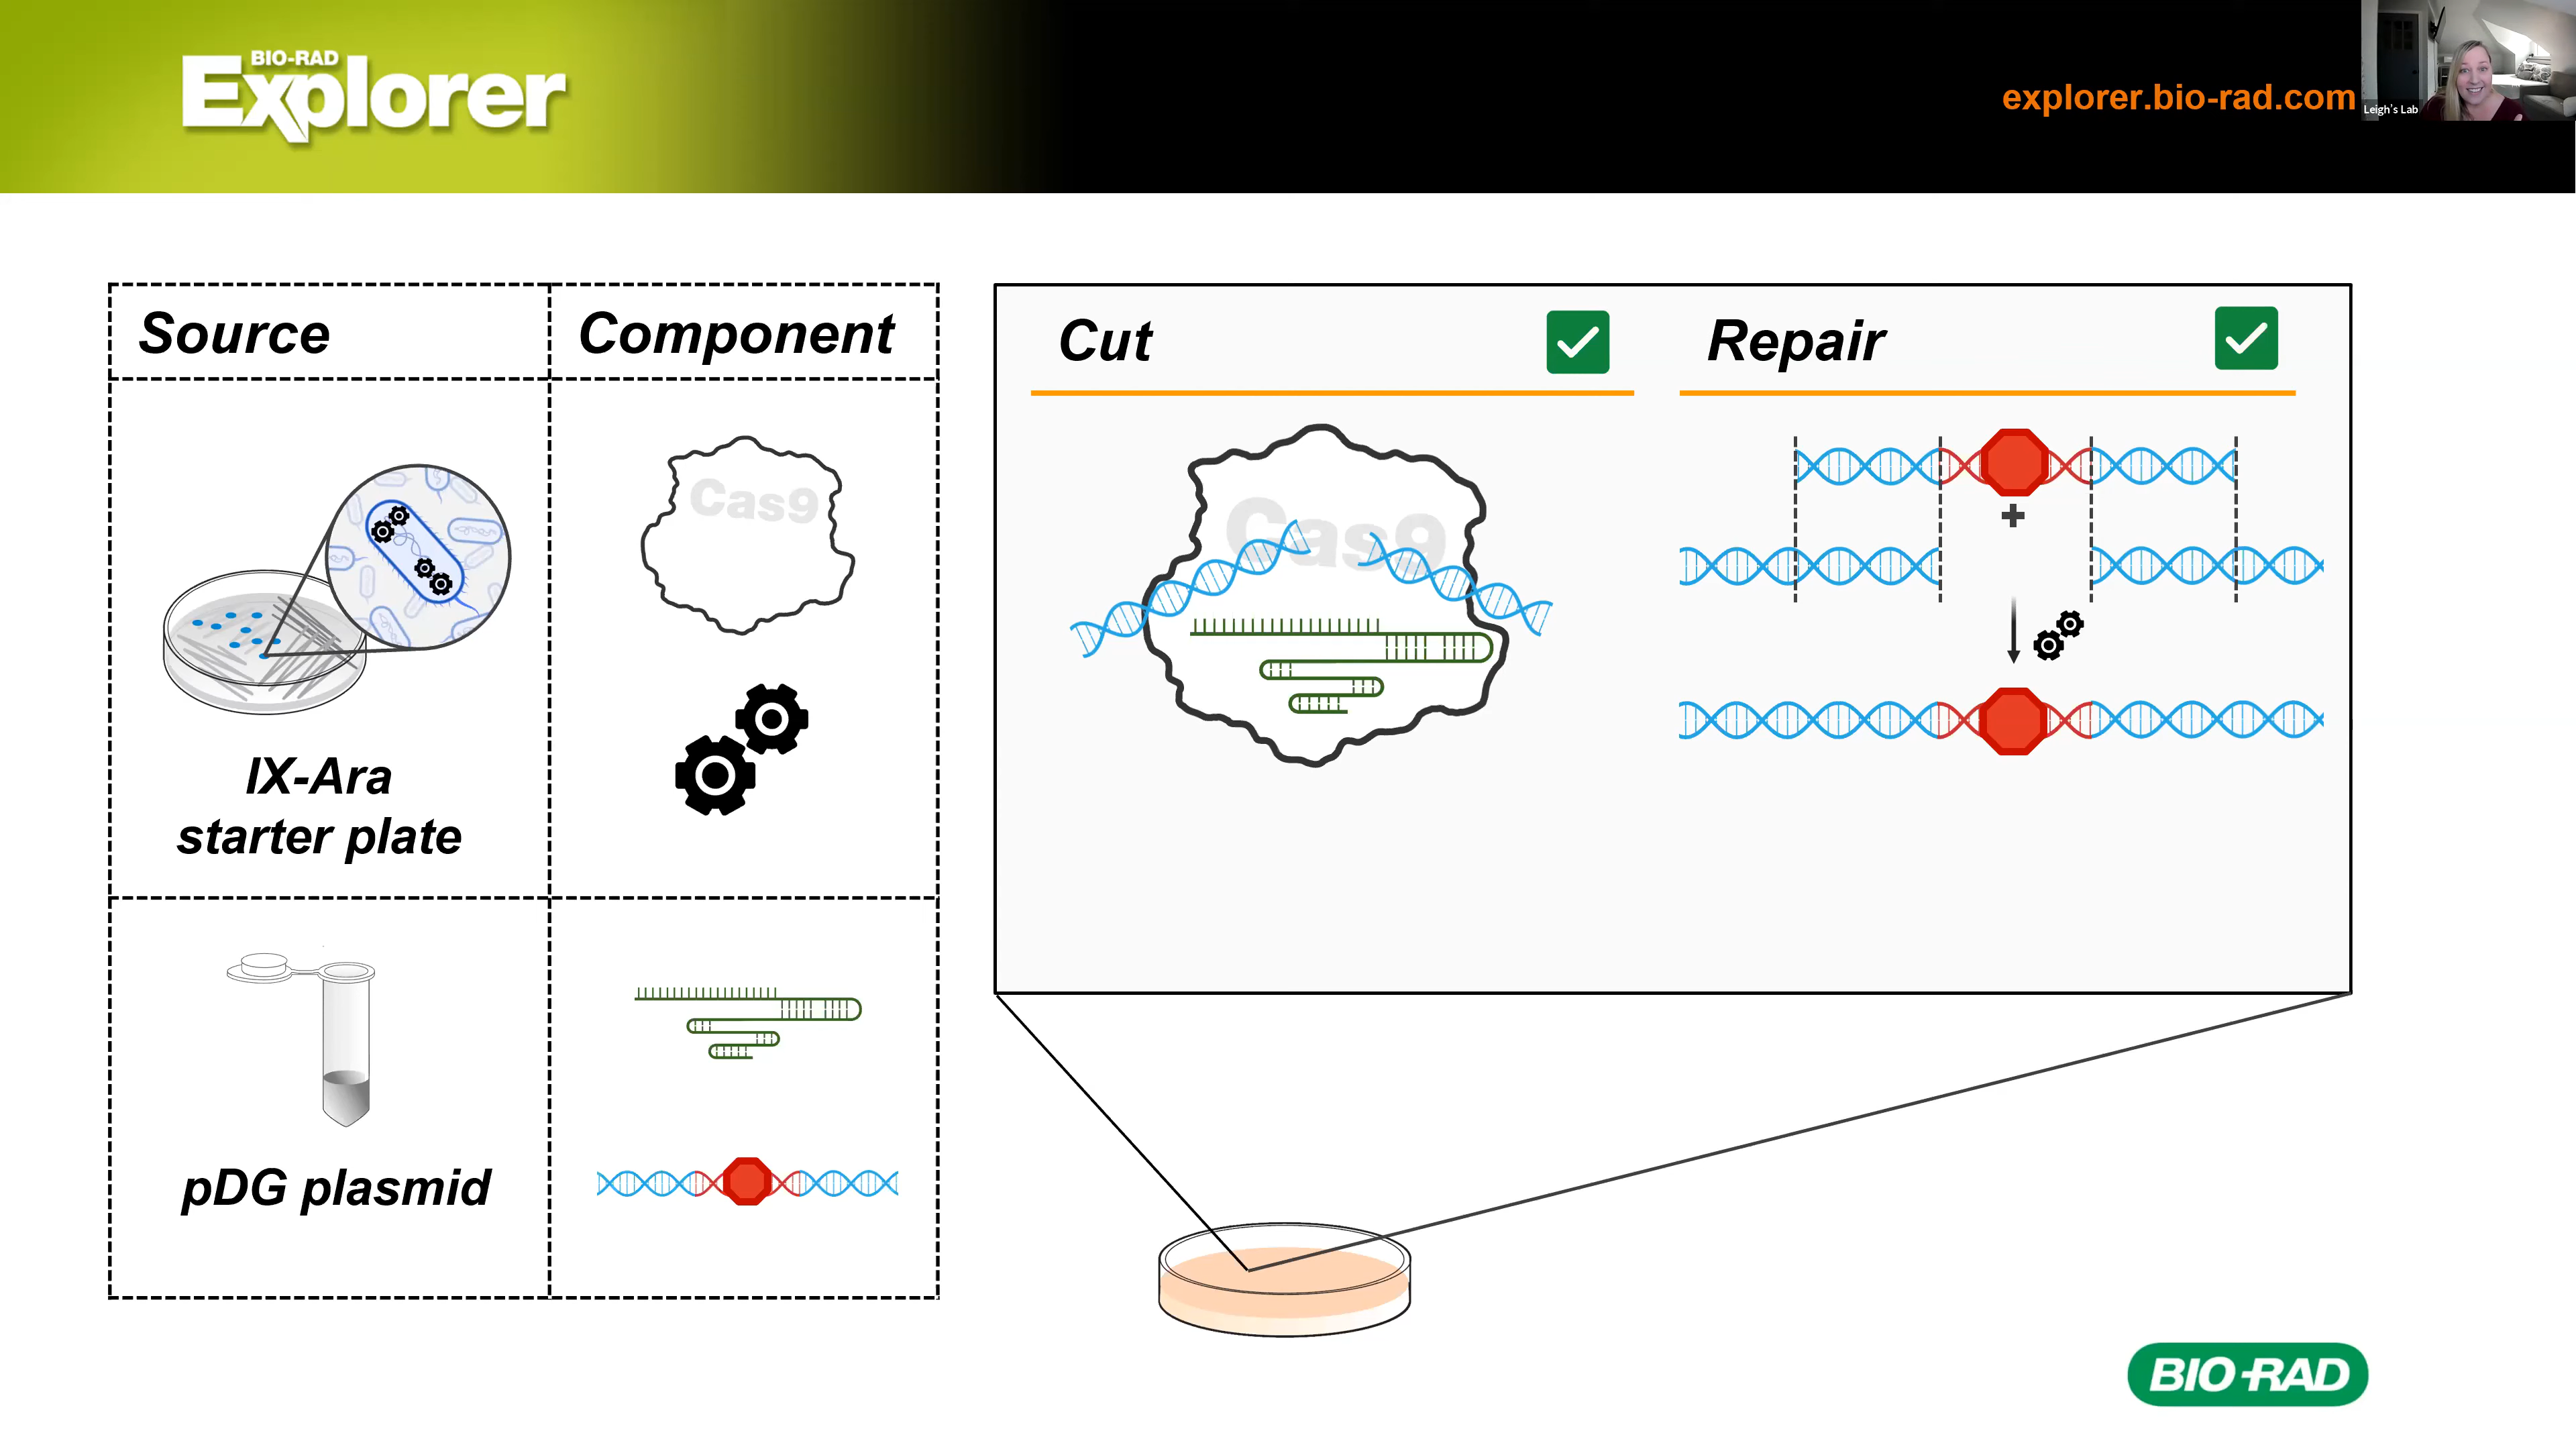 BIO-RAD
Explorer
explorer.bio-rad.com
Leigh's Lab
Source
Component
Cut
Repair
Cas9
Cas9
IX-Ara
starter plate
pDG plasmid
BIO-RAD